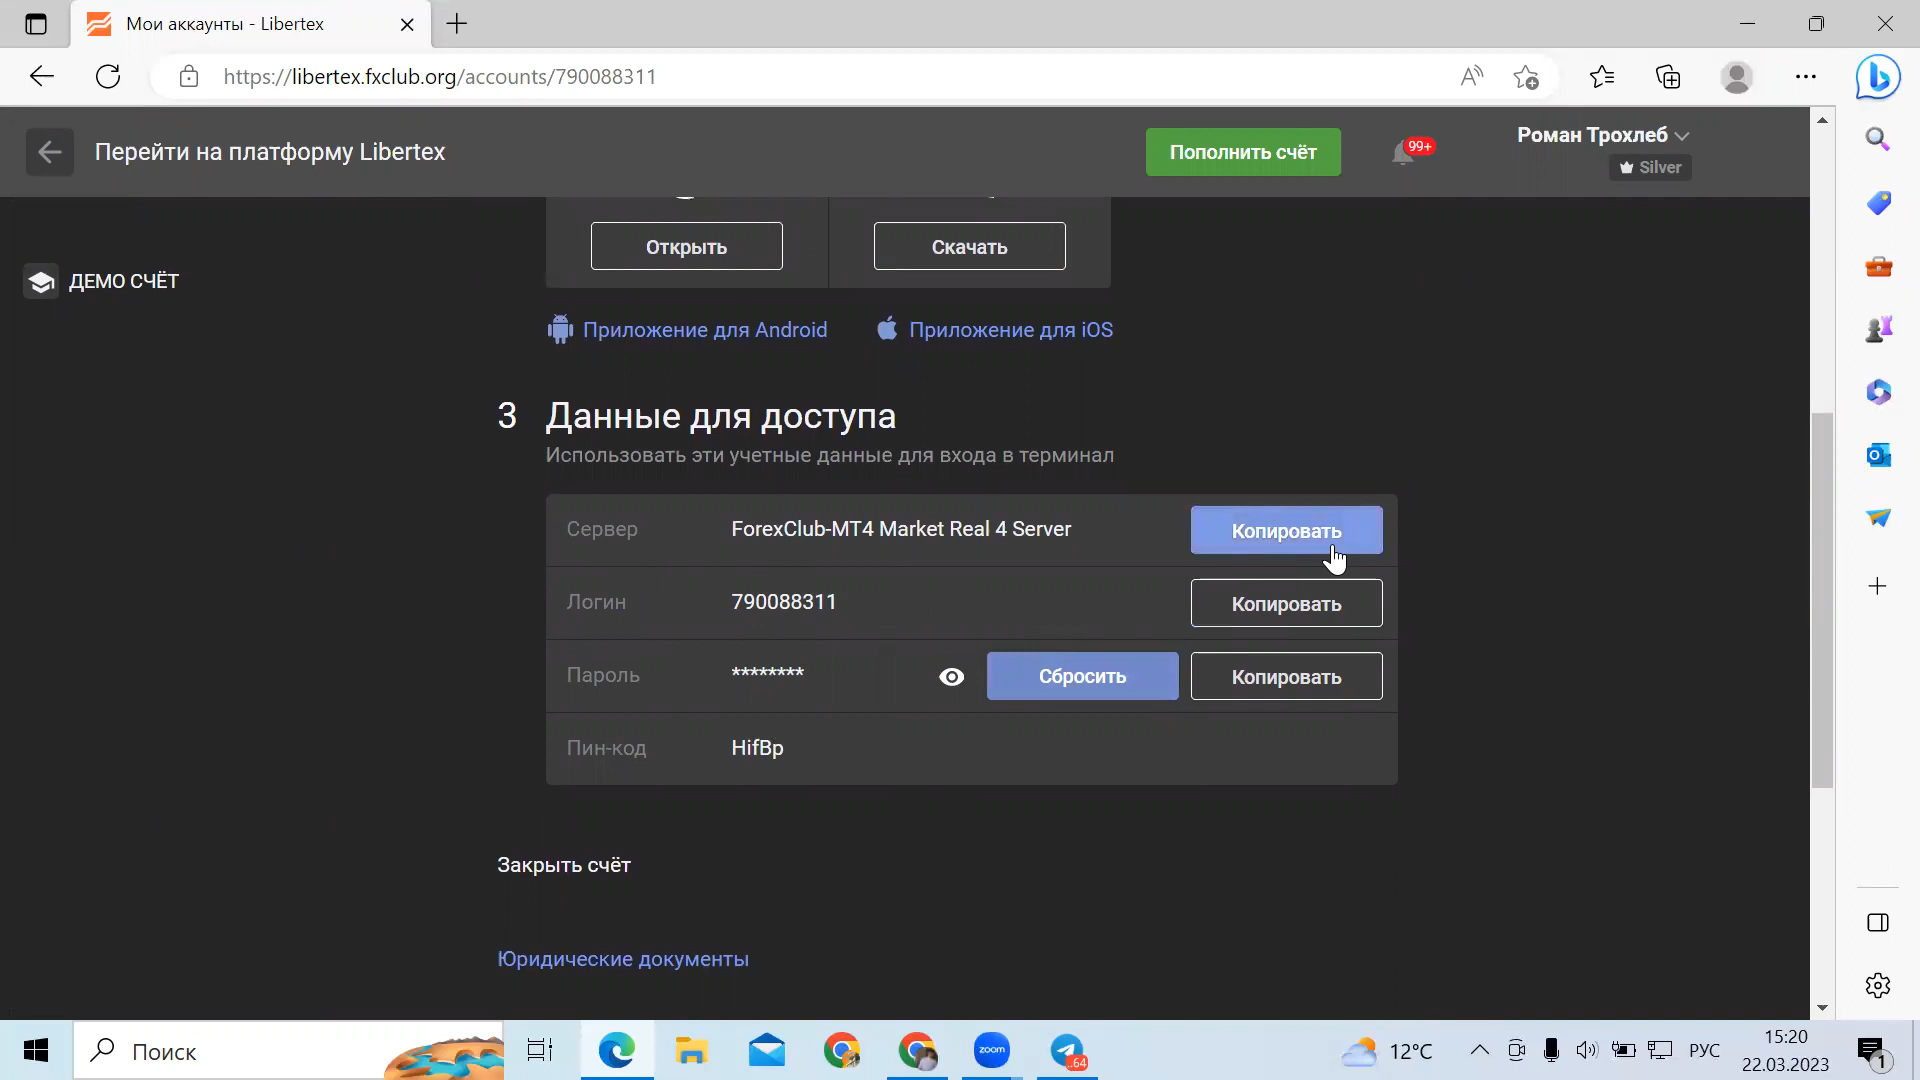 Мои аккаунты - Libertex
https://libertex.fxclub.org/accounts/790088311
Перейти на платформу Libertex
Пополнить счёт
99+
Роман Трохлеб
Silver
ДЕМО СЧЁТ
Открыть
Скачать
Приложение для Android
Приложение для iOS
3 Данные для доступа
Использовать эти учетные данные для входа в терминал
Сервер ForexClub-MT4 Market Real 4 Server Копировать
Логин 790088311 Копировать
Пароль ******** Сбросить Копировать
Пин-код HifBp
Закрыть счёт
Юридические документы
Поиск
zoom
..64
12°C
РУС
15:20
22.03.2023
1